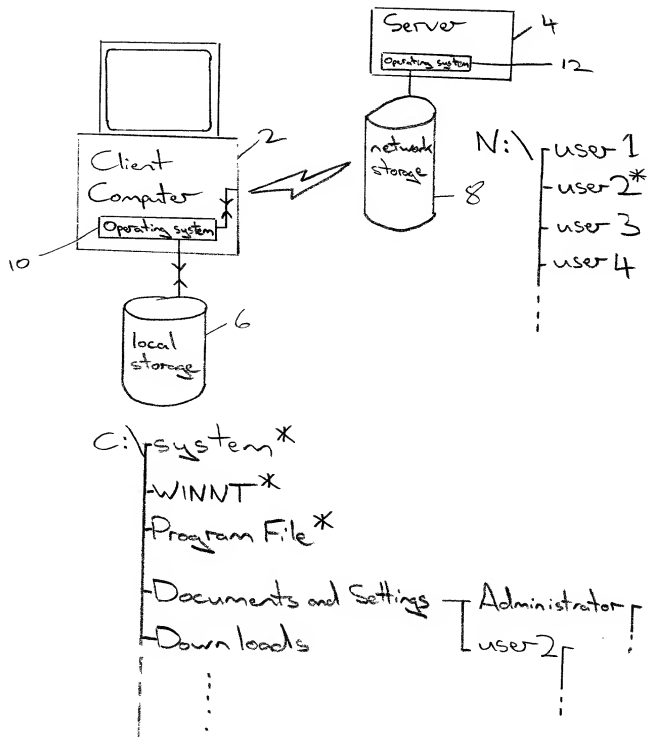 Server
4
Operating system
12
2
Client
Computer
Operating system
10
network
storage
8
N:\
user 1
user 2*
user 3
user 4
6
local
storage
C:\
system*
WINNT*
Program File*
Documents and Settings
Administrator
Downloads
user 2